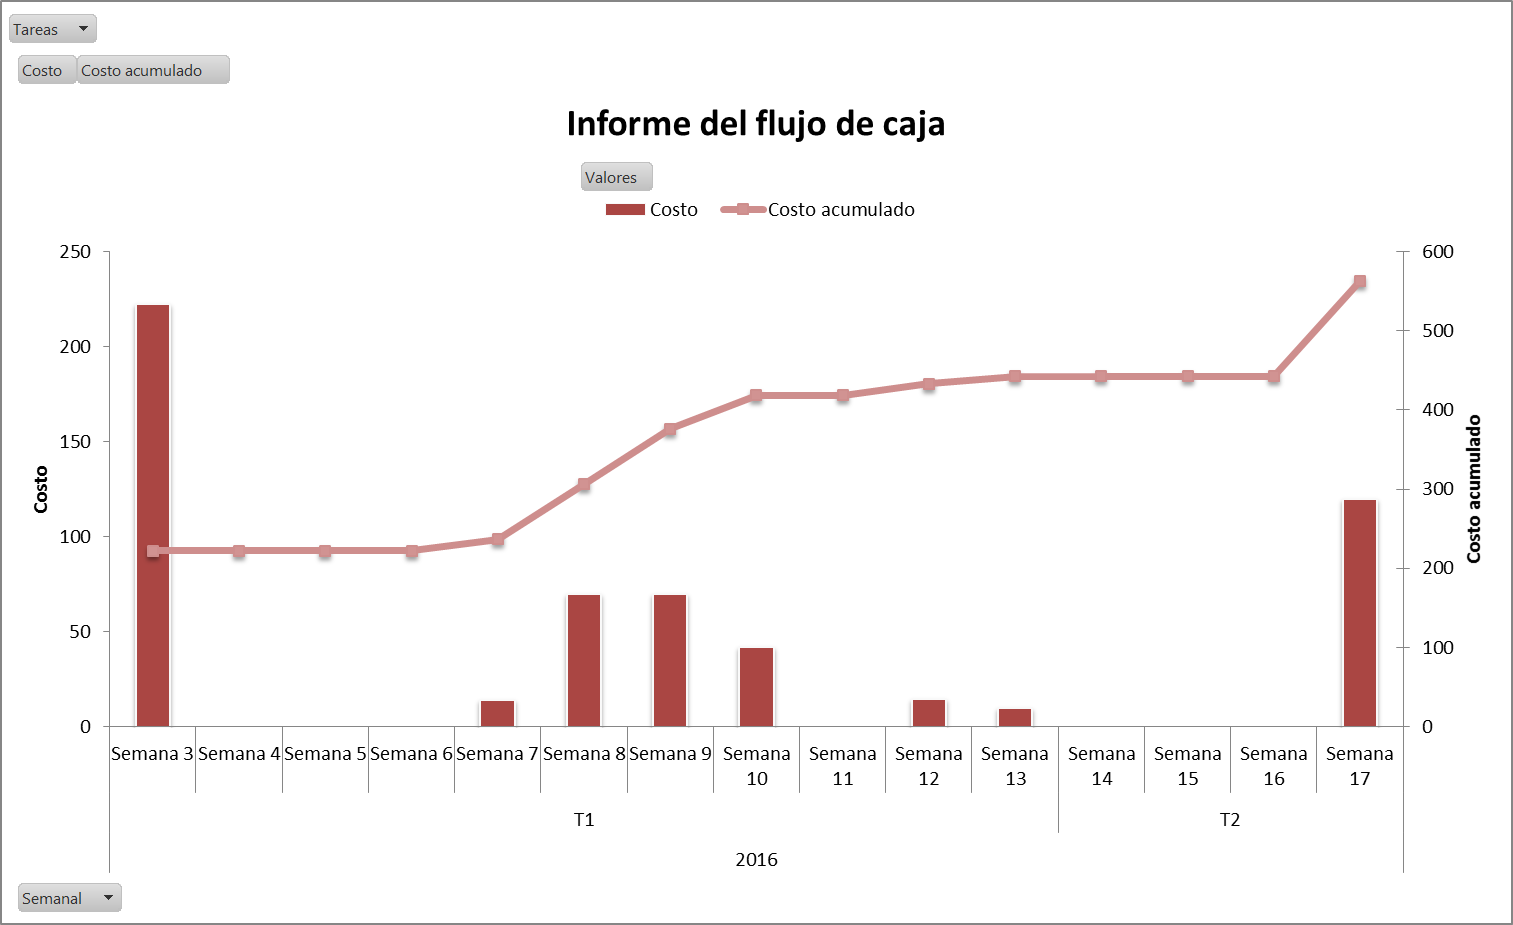 Tareas
Costo Costo acumulado
Informe del flujo de caja
Valores
Costo Costo acumulado
250
200
150
100
50
0
Costo
600
500
400
300
200
100
0
Costo acumulado
Semana 3 Semana 4 Semana 5 Semana 6 Semana 7 Semana 8 Semana 9 Semana 10 Semana 11 Semana 12 Semana 13 Semana 14 Semana 15 Semana 16 Semana 17
T1 T2
2016
Semanal